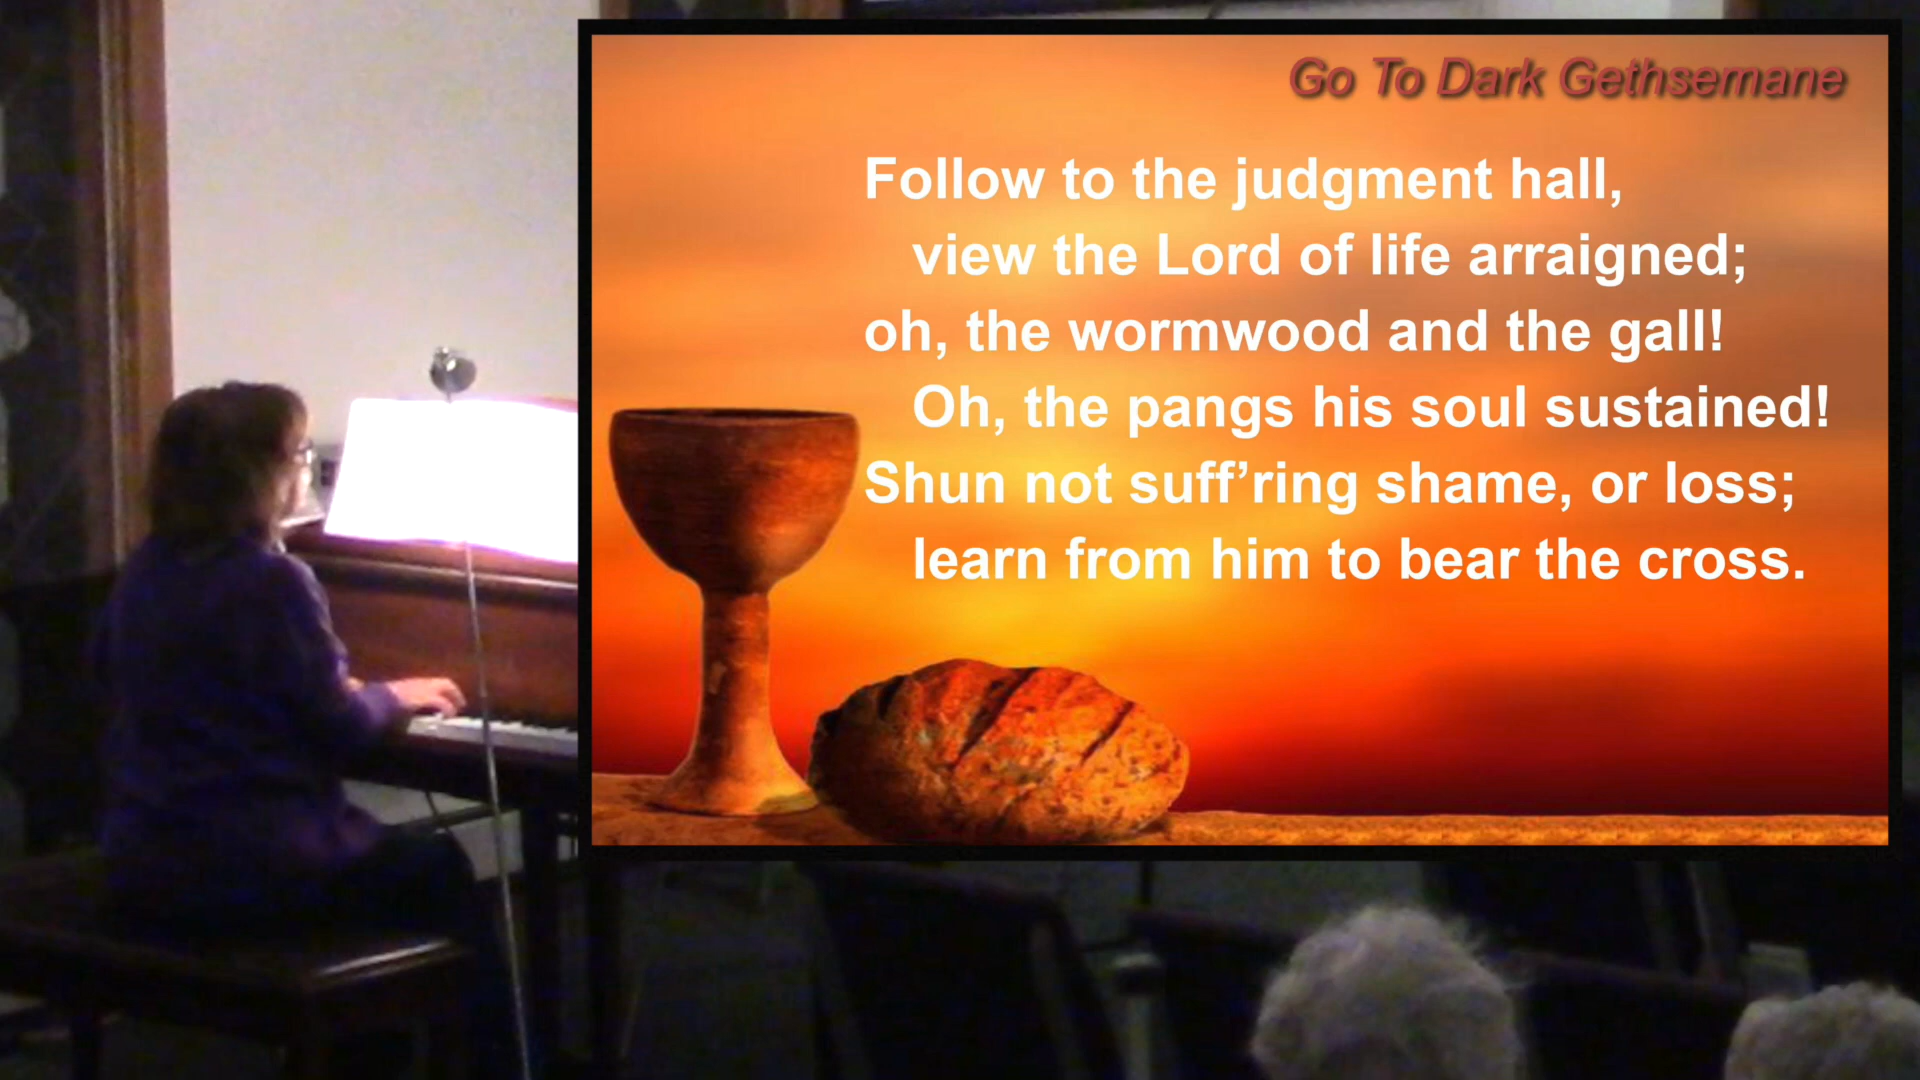 Go To Dark Gethsemane
Follow to the judgment hall,
view the Lord of life arraigned;
oh, the wormwood and the gall!
Oh, the pangs his soul sustained!
Shun not suff’ring shame, or loss;
learn from him to bear the cross.